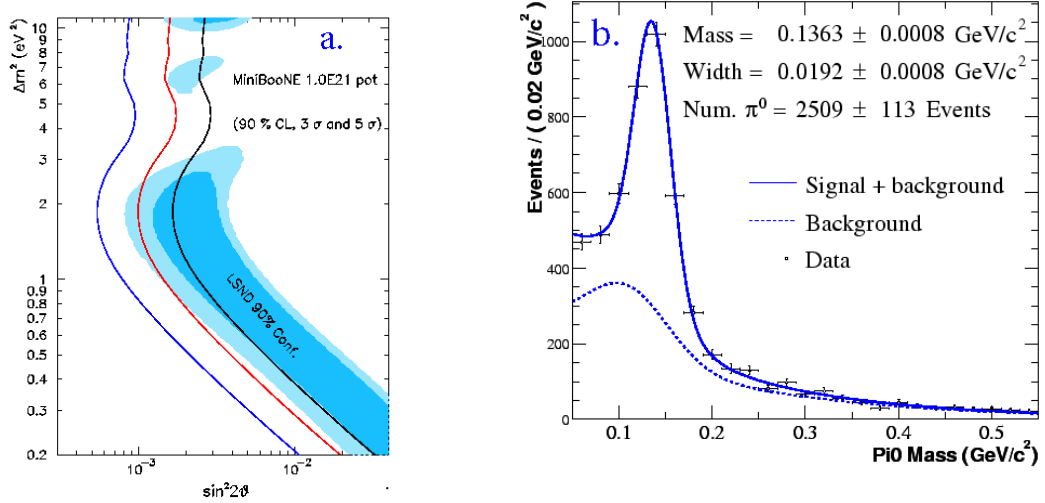 a.
Δm² (eV²)
10
9
8
7
6
5
4
3
2
1
0.9
0.8
0.7
0.6
0.5
0.4
0.3
0.2
MiniBooNE 1.0E21 pot
(90 % CL, 3 σ and 5 σ)
LSND 90% Conf.
10⁻³
10⁻²
sin²2ϑ
b.
Events / ( 0.02 GeV/c² )
1000
800
600
400
200
0
Mass = 0.1363 ± 0.0008 GeV/c²
Width = 0.0192 ± 0.0008 GeV/c²
Num. π⁰ = 2509 ± 113 Events
Signal + background
Background
Data
0.1
0.2
0.3
0.4
0.5
Pi0 Mass (GeV/c²)